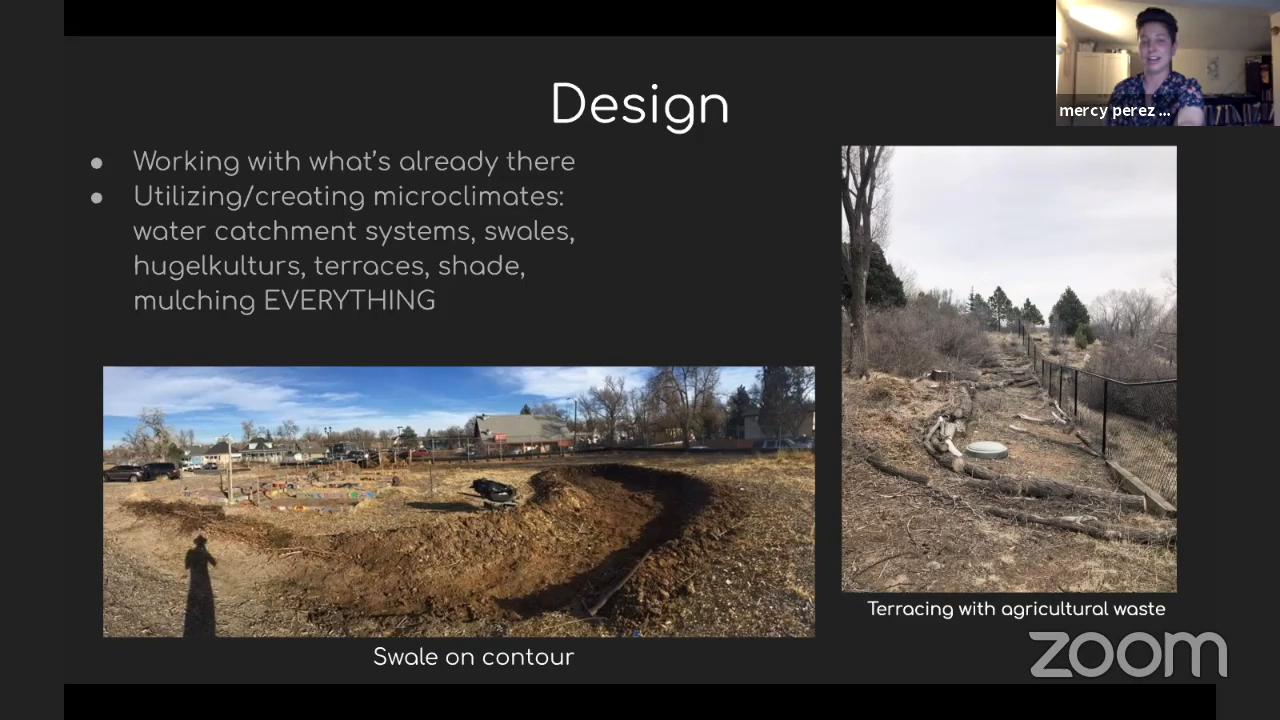 Design
mercy perez ...
● Working with what's already there
● Utilizing/creating microclimates:
water catchment systems, swales,
hugelkulturs, terraces, shade,
mulching EVERYTHING
Swale on contour
Terracing with agricultural waste
zoom